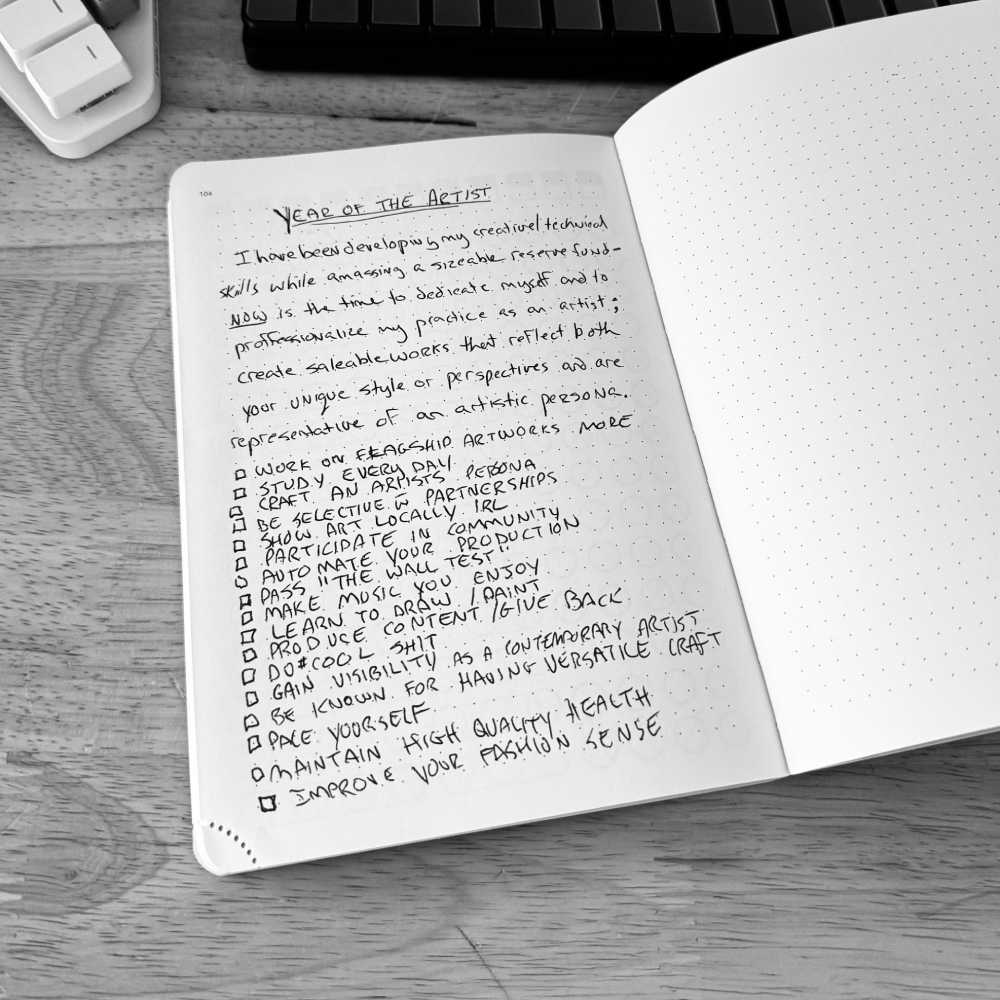 106
YEAR OF THE ARTIST
I have been developing my creative/technical
skills while amassing a sizeable reserve fund-
NOW is the time to dedicate myself and to
proffessionalize my practice as an artist;
create saleable works that reflect both
your unique style or perspectives and are
representative of an artistic persona.
WORK ON FLAGSHIP ARTWORKS MORE
STUDY EVERY DAY
CRAFT AN ARTISTS PERSONA
BE SELECTIVE W PARTNERSHIPS
SHOW ART LOCALLY IRL
PARTICIPATE IN COMMUNITY
AUTOMATE YOUR PRODUCTION
PASS "THE WALL TEST"
MAKE MUSIC YOU ENJOY
LEARN TO DRAW / PAINT
PRODUCE CONTENT / GIVE BACK
DO COOL SHIT
GAIN VISIBILITY AS A CONTEMPORARY ARTIST
BE KNOWN FOR HAVING VERSATILE CRAFT
PACE YOURSELF
MAINTAIN HIGH QUALITY HEALTH
IMPROVE YOUR FASHION SENSE